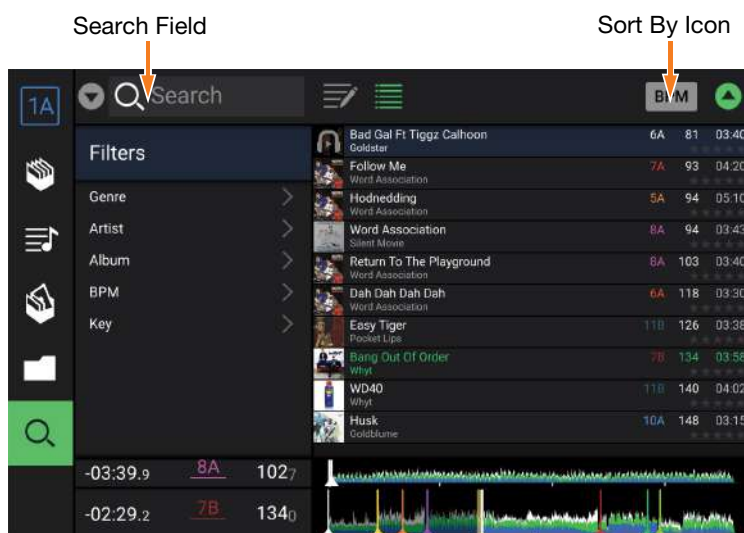 Search Field Sort By Icon
1A Search BPM
Filters
Genre
Artist
Album
BPM
Key
Bad Gal Ft Tiggz Calhoon 6A 81 03:40
Goldstar
Follow Me 7A 93 04:20
Word Association
Hodnedding 5A 94 05:10
Word Association
Word Association 8A 94 03:43
Silent Movie
Return To The Playground 8A 103 03:40
Word Association
Dah Dah Dah Dah 6A 118 03:30
Word Association
Easy Tiger 11B 126 03:38
Pocket Lips
Bang Out Of Order 7B 134 03:58
Whyt
WD40 11B 140 04:02
Whyt
Husk 10A 148 03:15
Goldblume
-03:39.9 8A 1027
-02:29.2 7B 1340